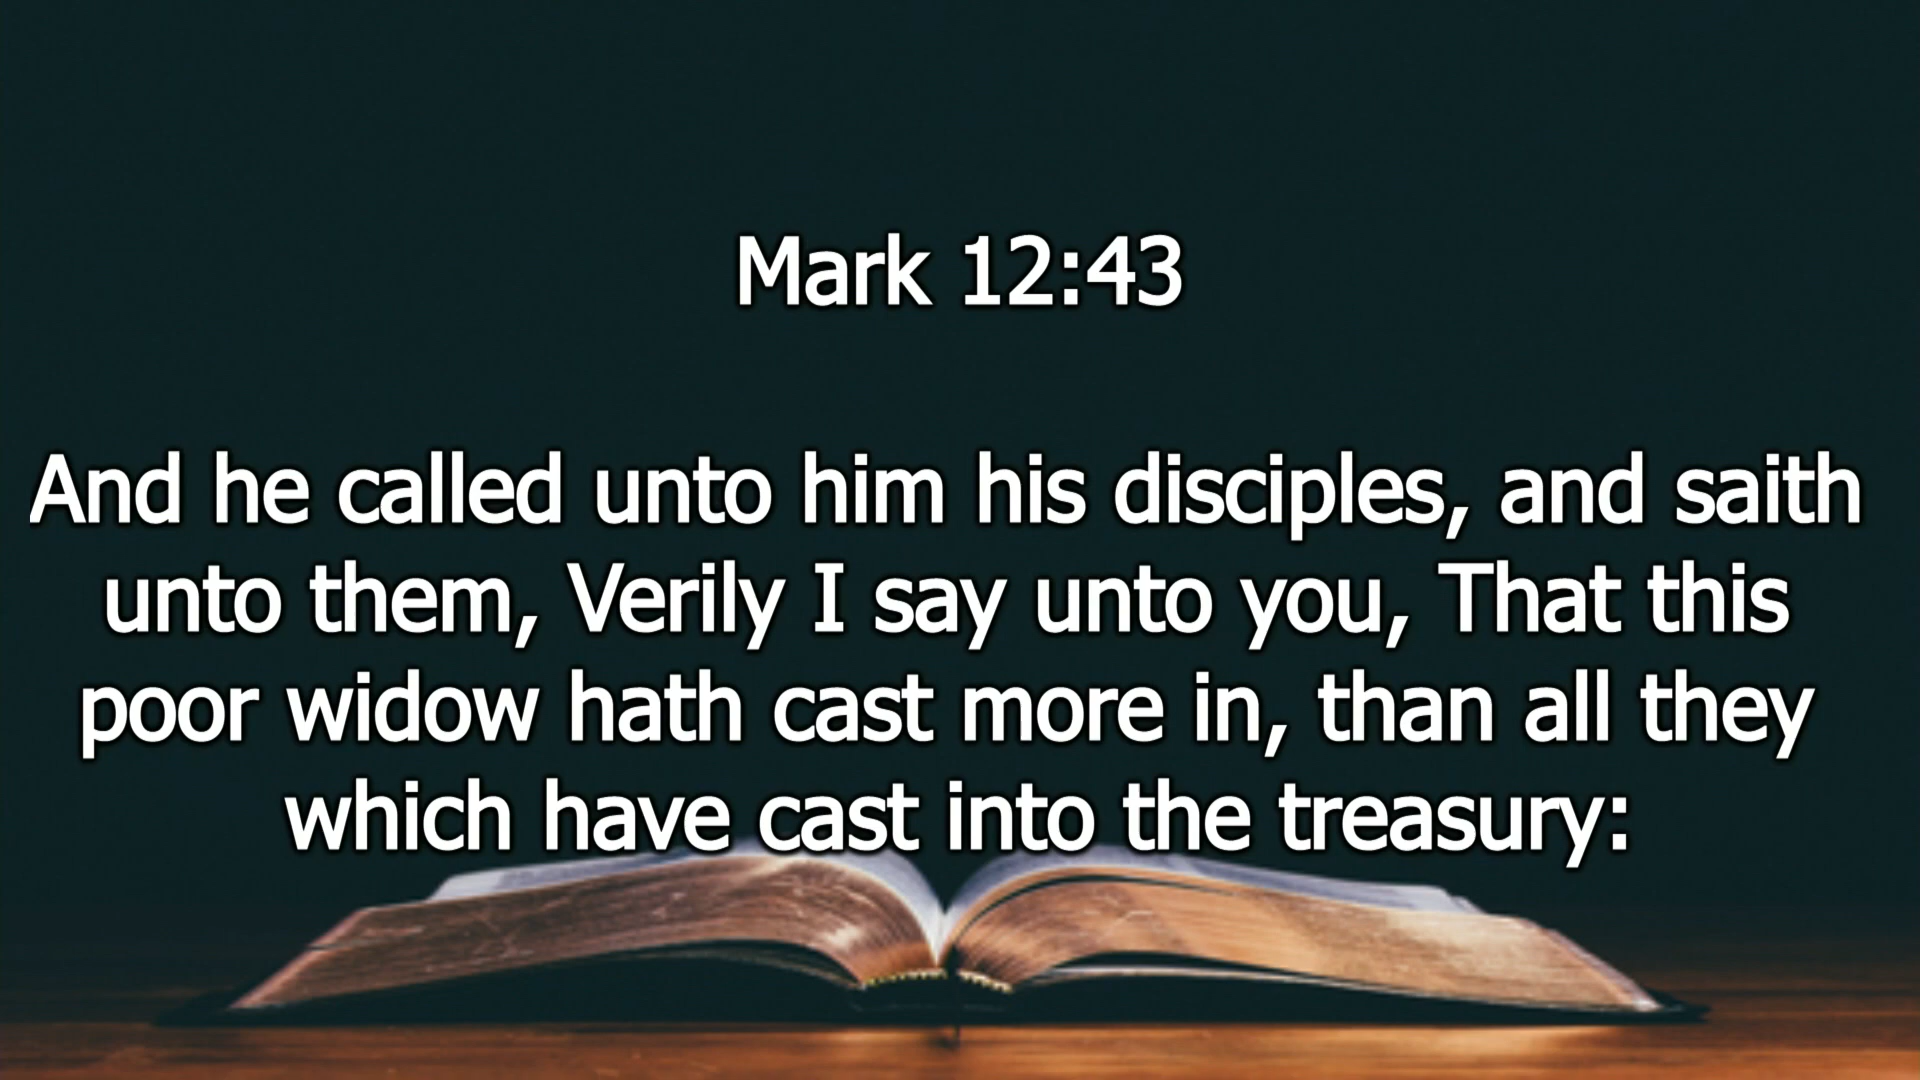 Mark 12:43
And he called unto him his disciples, and saith
unto them, Verily I say unto you, That this
poor widow hath cast more in, than all they
which have cast into the treasury: